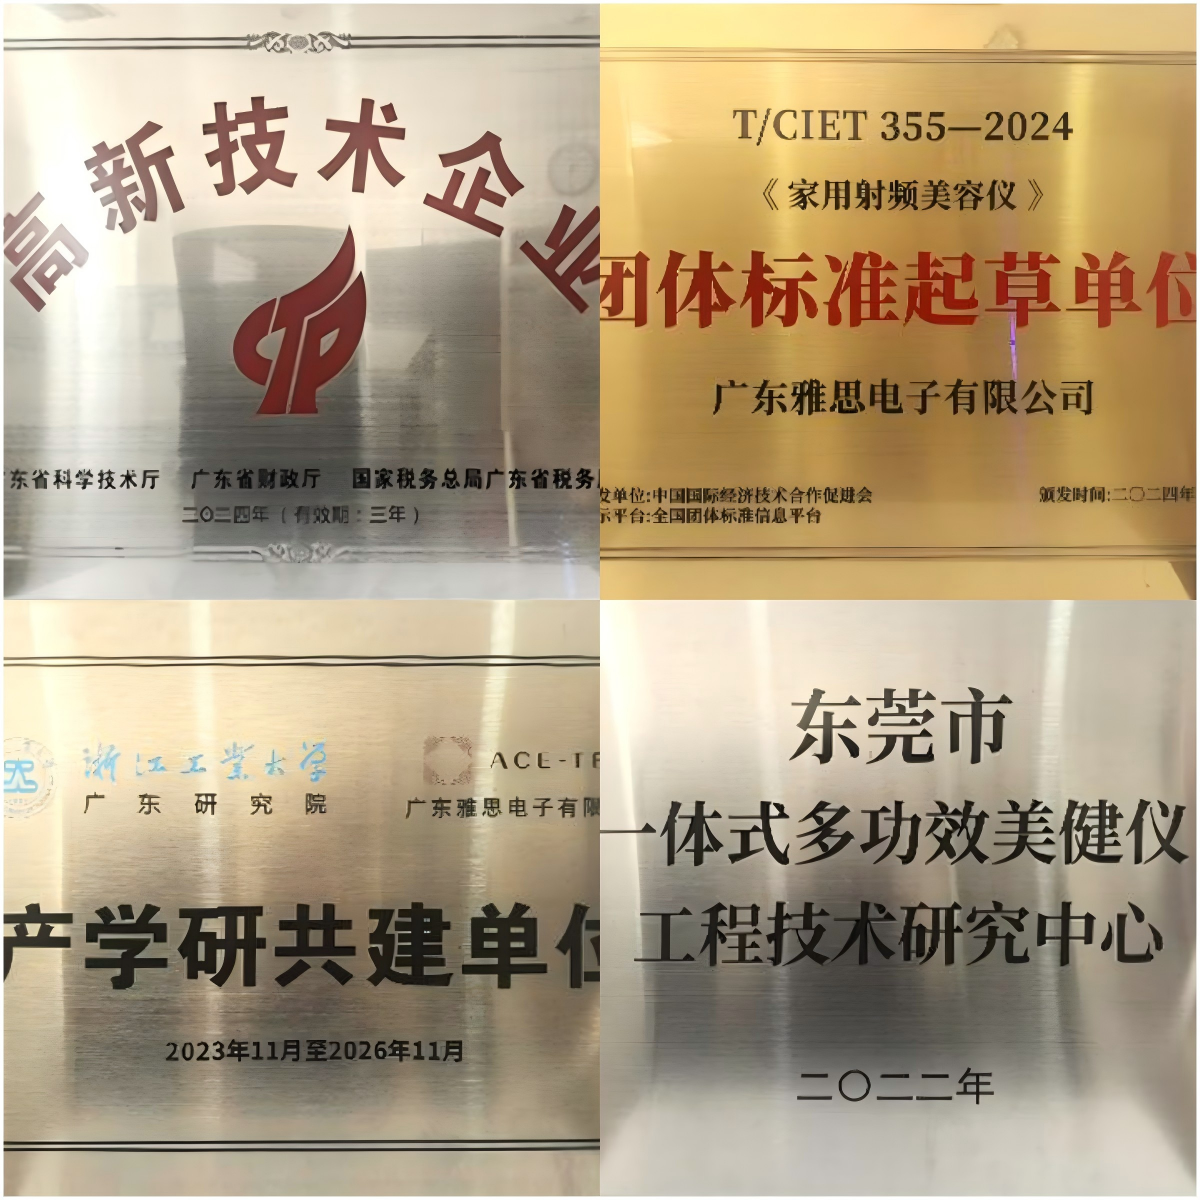 高新技术企业
东省科学技术厅 广东省财政厅 国家税务总局广东省税务
二〇二四年（有效期：三年）
T/CIET 355—2024
《家用射频美容仪》
团体标准起草单位
广东雅思电子有限公司
发单位:中国国际经济技术合作促进会 颁发时间:二〇二四年
示平台:全国团体标准信息平台
浙江工業大学 ACE-T
广东研究院 广东雅思电子有限
产学研共建单位
2023年11月至2026年11月
东莞市
一体式多功效美健仪
工程技术研究中心
二〇二二年